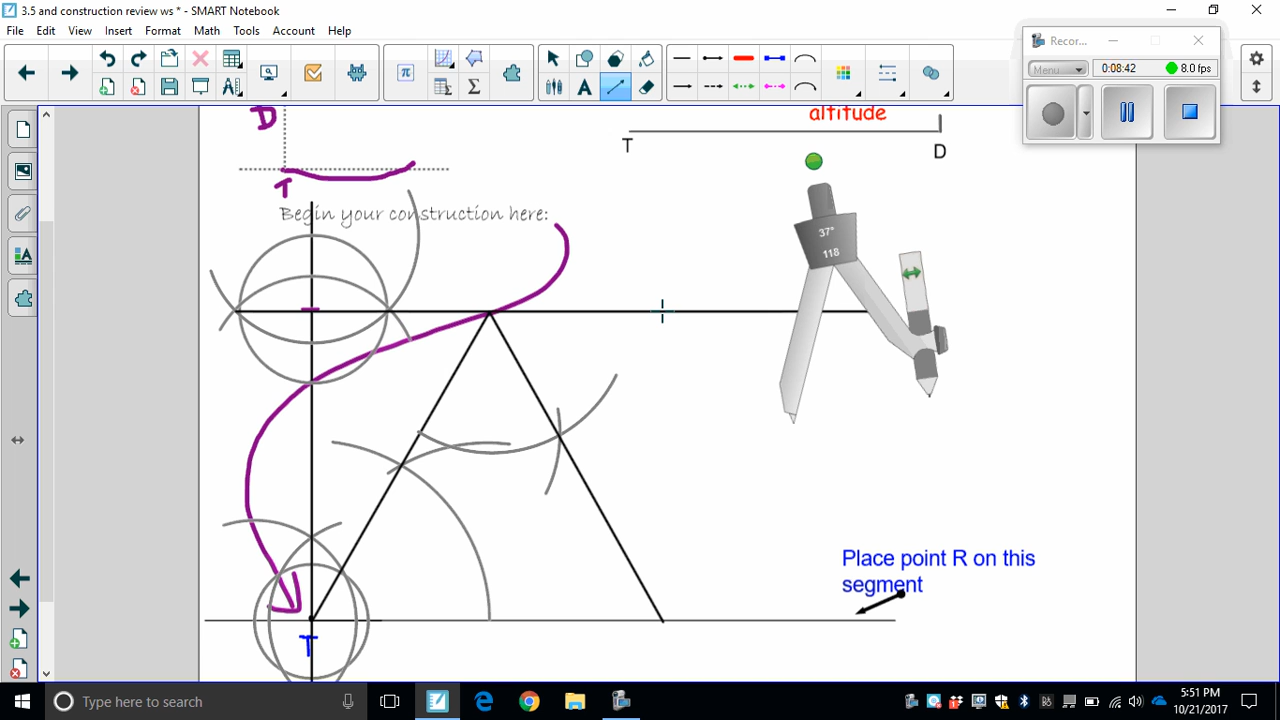 3.5 and construction review ws * - SMART Notebook
File Edit View Insert Format Math Tools Account Help
Recor...
Menu 0:08:42 8.0 fps
π
Σ
A
D
altitude
T D
T
Begin your construction here:
37°
118
Place point R on this
segment
T
Type here to search
5:51 PM
10/21/2017